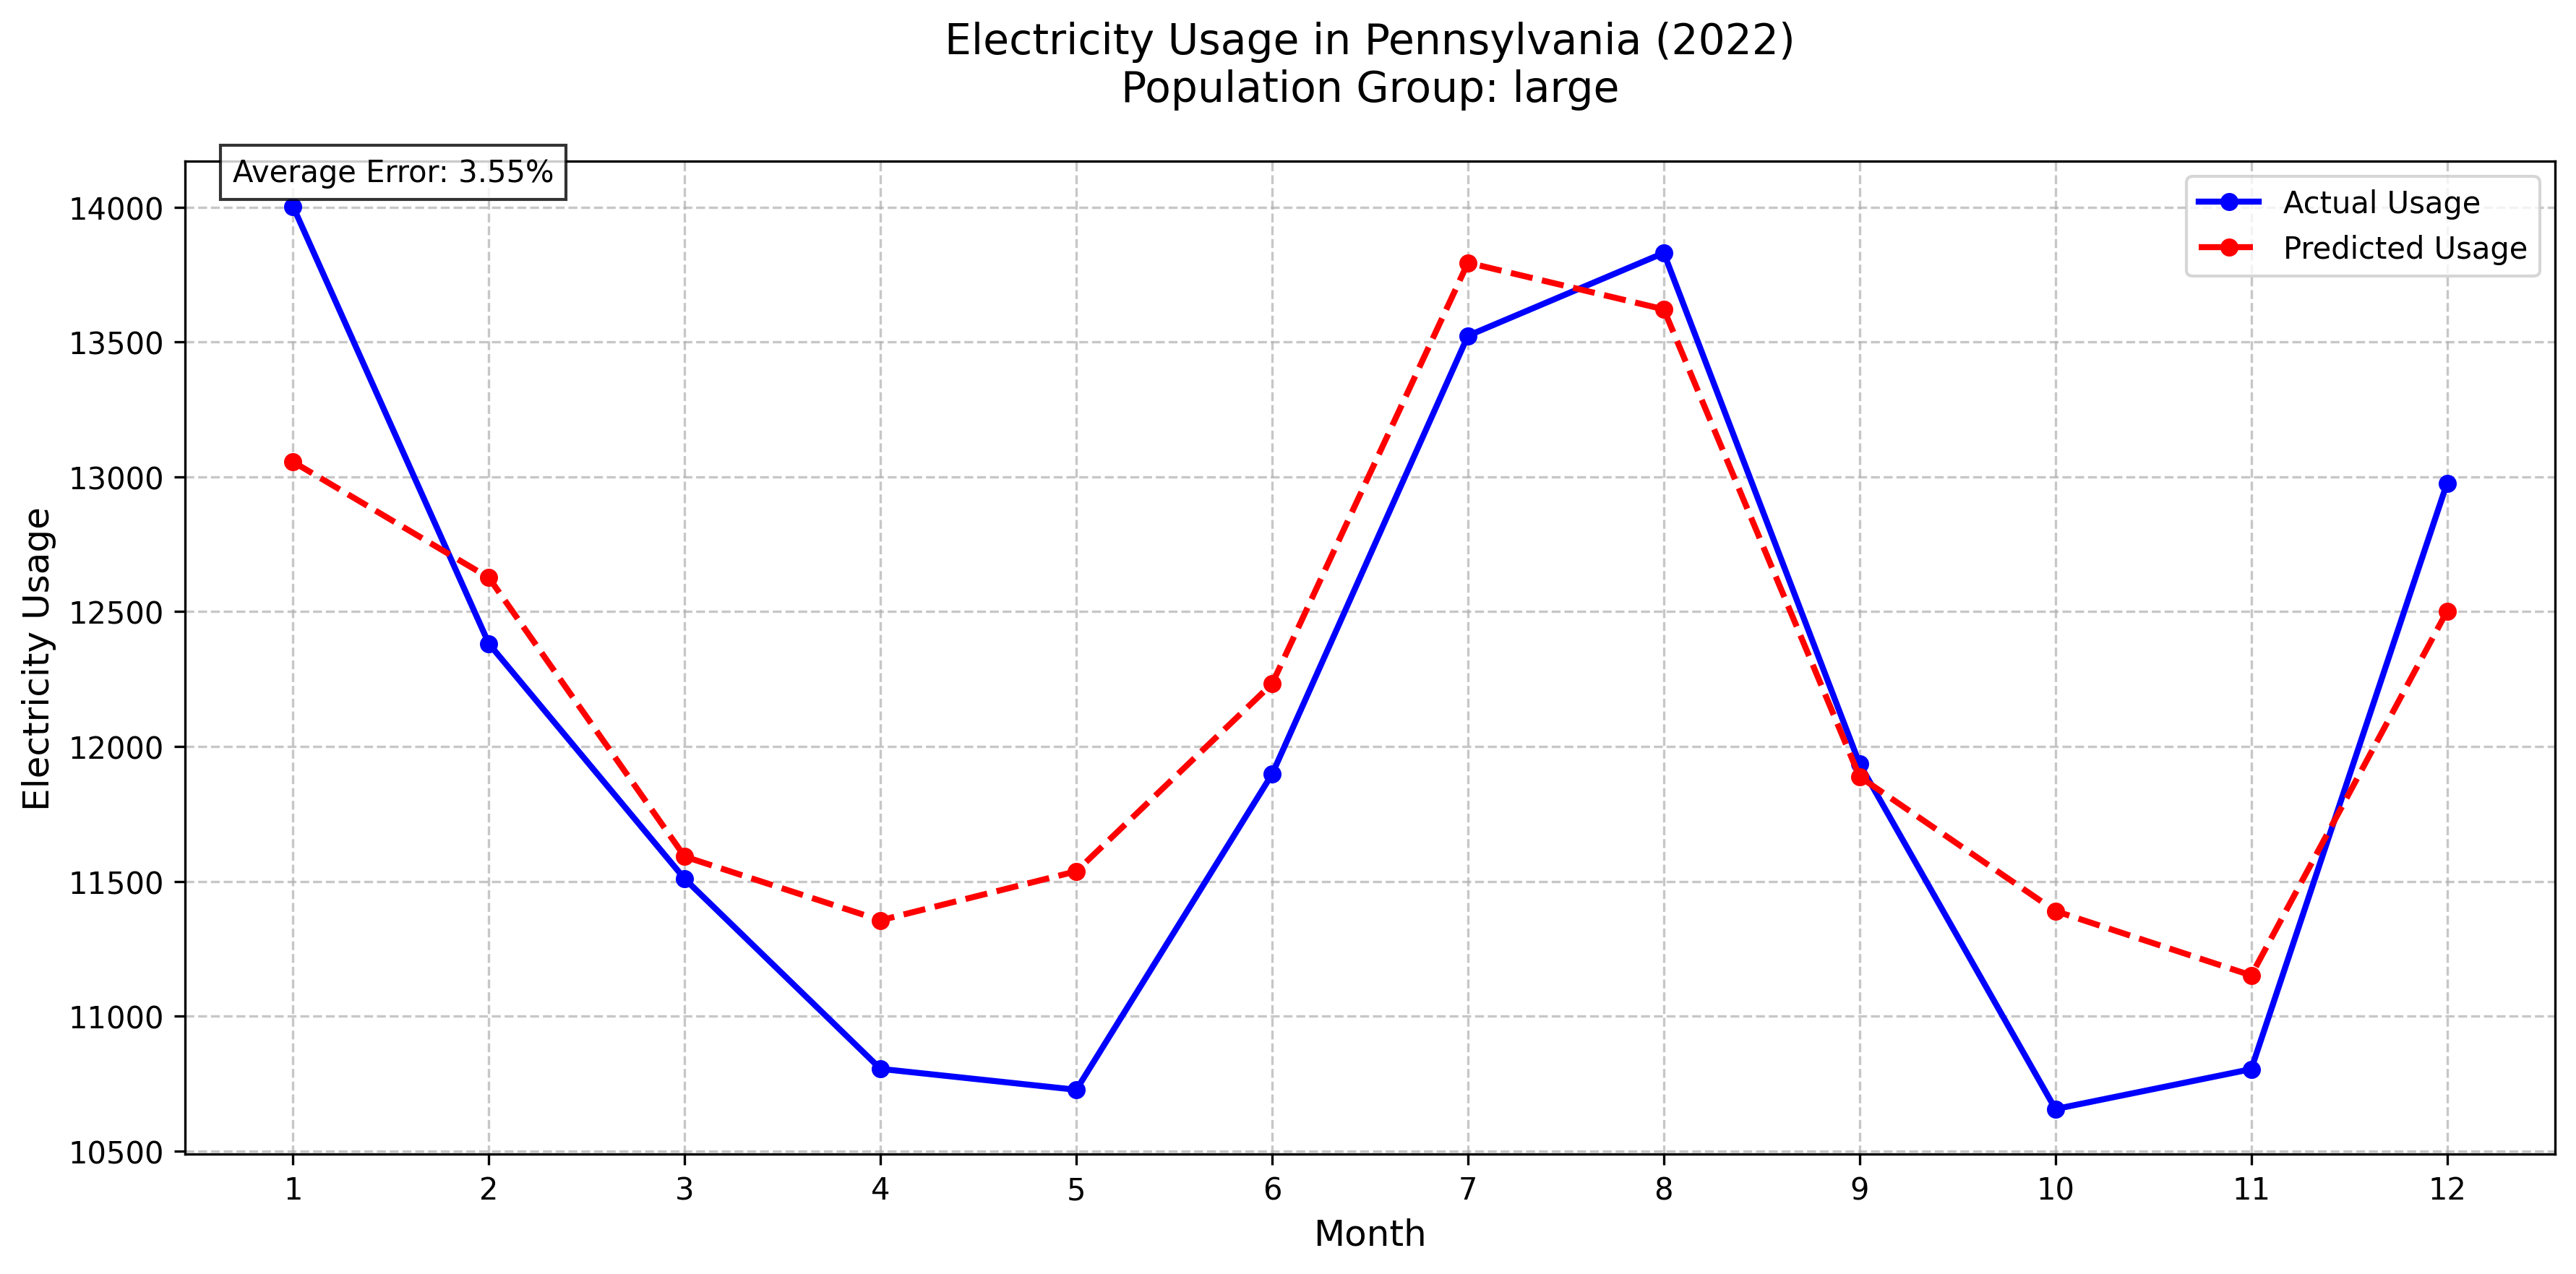 Electricity Usage in Pennsylvania (2022)
Population Group: large
Average Error: 3.55%
Actual Usage
Predicted Usage
14000
13500
13000
12500
12000
11500
11000
10500
Electricity Usage
1 2 3 4 5 6 7 8 9 10 11 12
Month